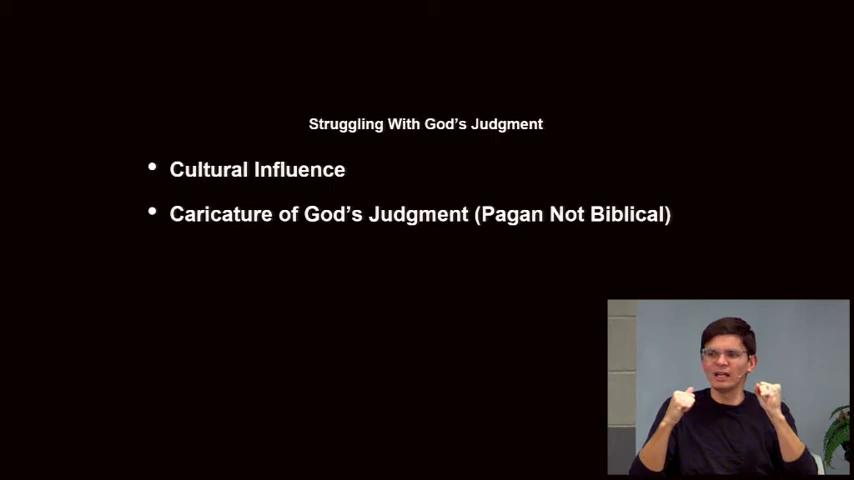 Struggling With God's Judgment
• Cultural Influence
• Caricature of God's Judgment (Pagan Not Biblical)